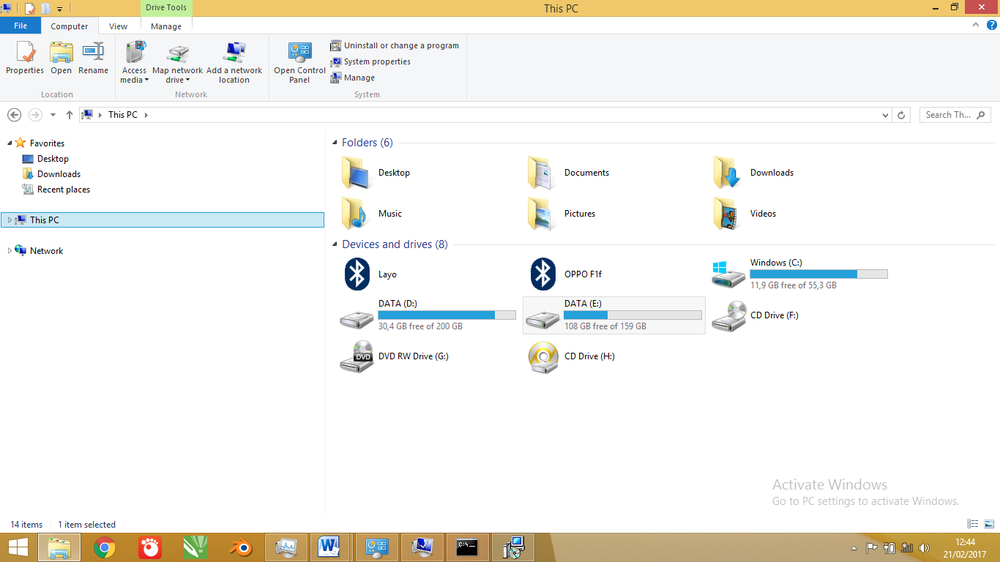 Drive Tools
This PC
File
Computer
View
Manage
Properties
Open
Rename
Access media
Map network drive
Add a network location
Open Control Panel
Uninstall or change a program
System properties
Manage
Location
Network
System
This PC
Search Th...
Favorites
Desktop
Downloads
Recent places
This PC
Network
Folders (6)
Desktop
Documents
Downloads
Music
Pictures
Videos
Devices and drives (8)
Layo
OPPO F1f
Windows (C:)
11,9 GB free of 55,3 GB
DATA (D:)
30,4 GB free of 200 GB
DATA (E:)
108 GB free of 159 GB
CD Drive (F:)
DVD
DVD RW Drive (G:)
CD Drive (H:)
Activate Windows
Go to PC settings to activate Windows.
14 items
1 item selected
W
C:\_
12:44
21/02/2017